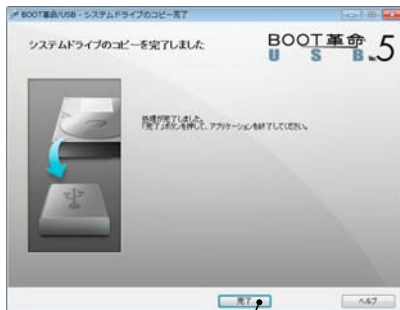 BOOT革命/USB - システムドライブのコピー完了
システムドライブのコピーを完了しました
BOOT革命
USB Ver.5
処理が完了しました。
「完了」ボタンを押して、アプリケーションを終了してください。
完了
ヘルプ